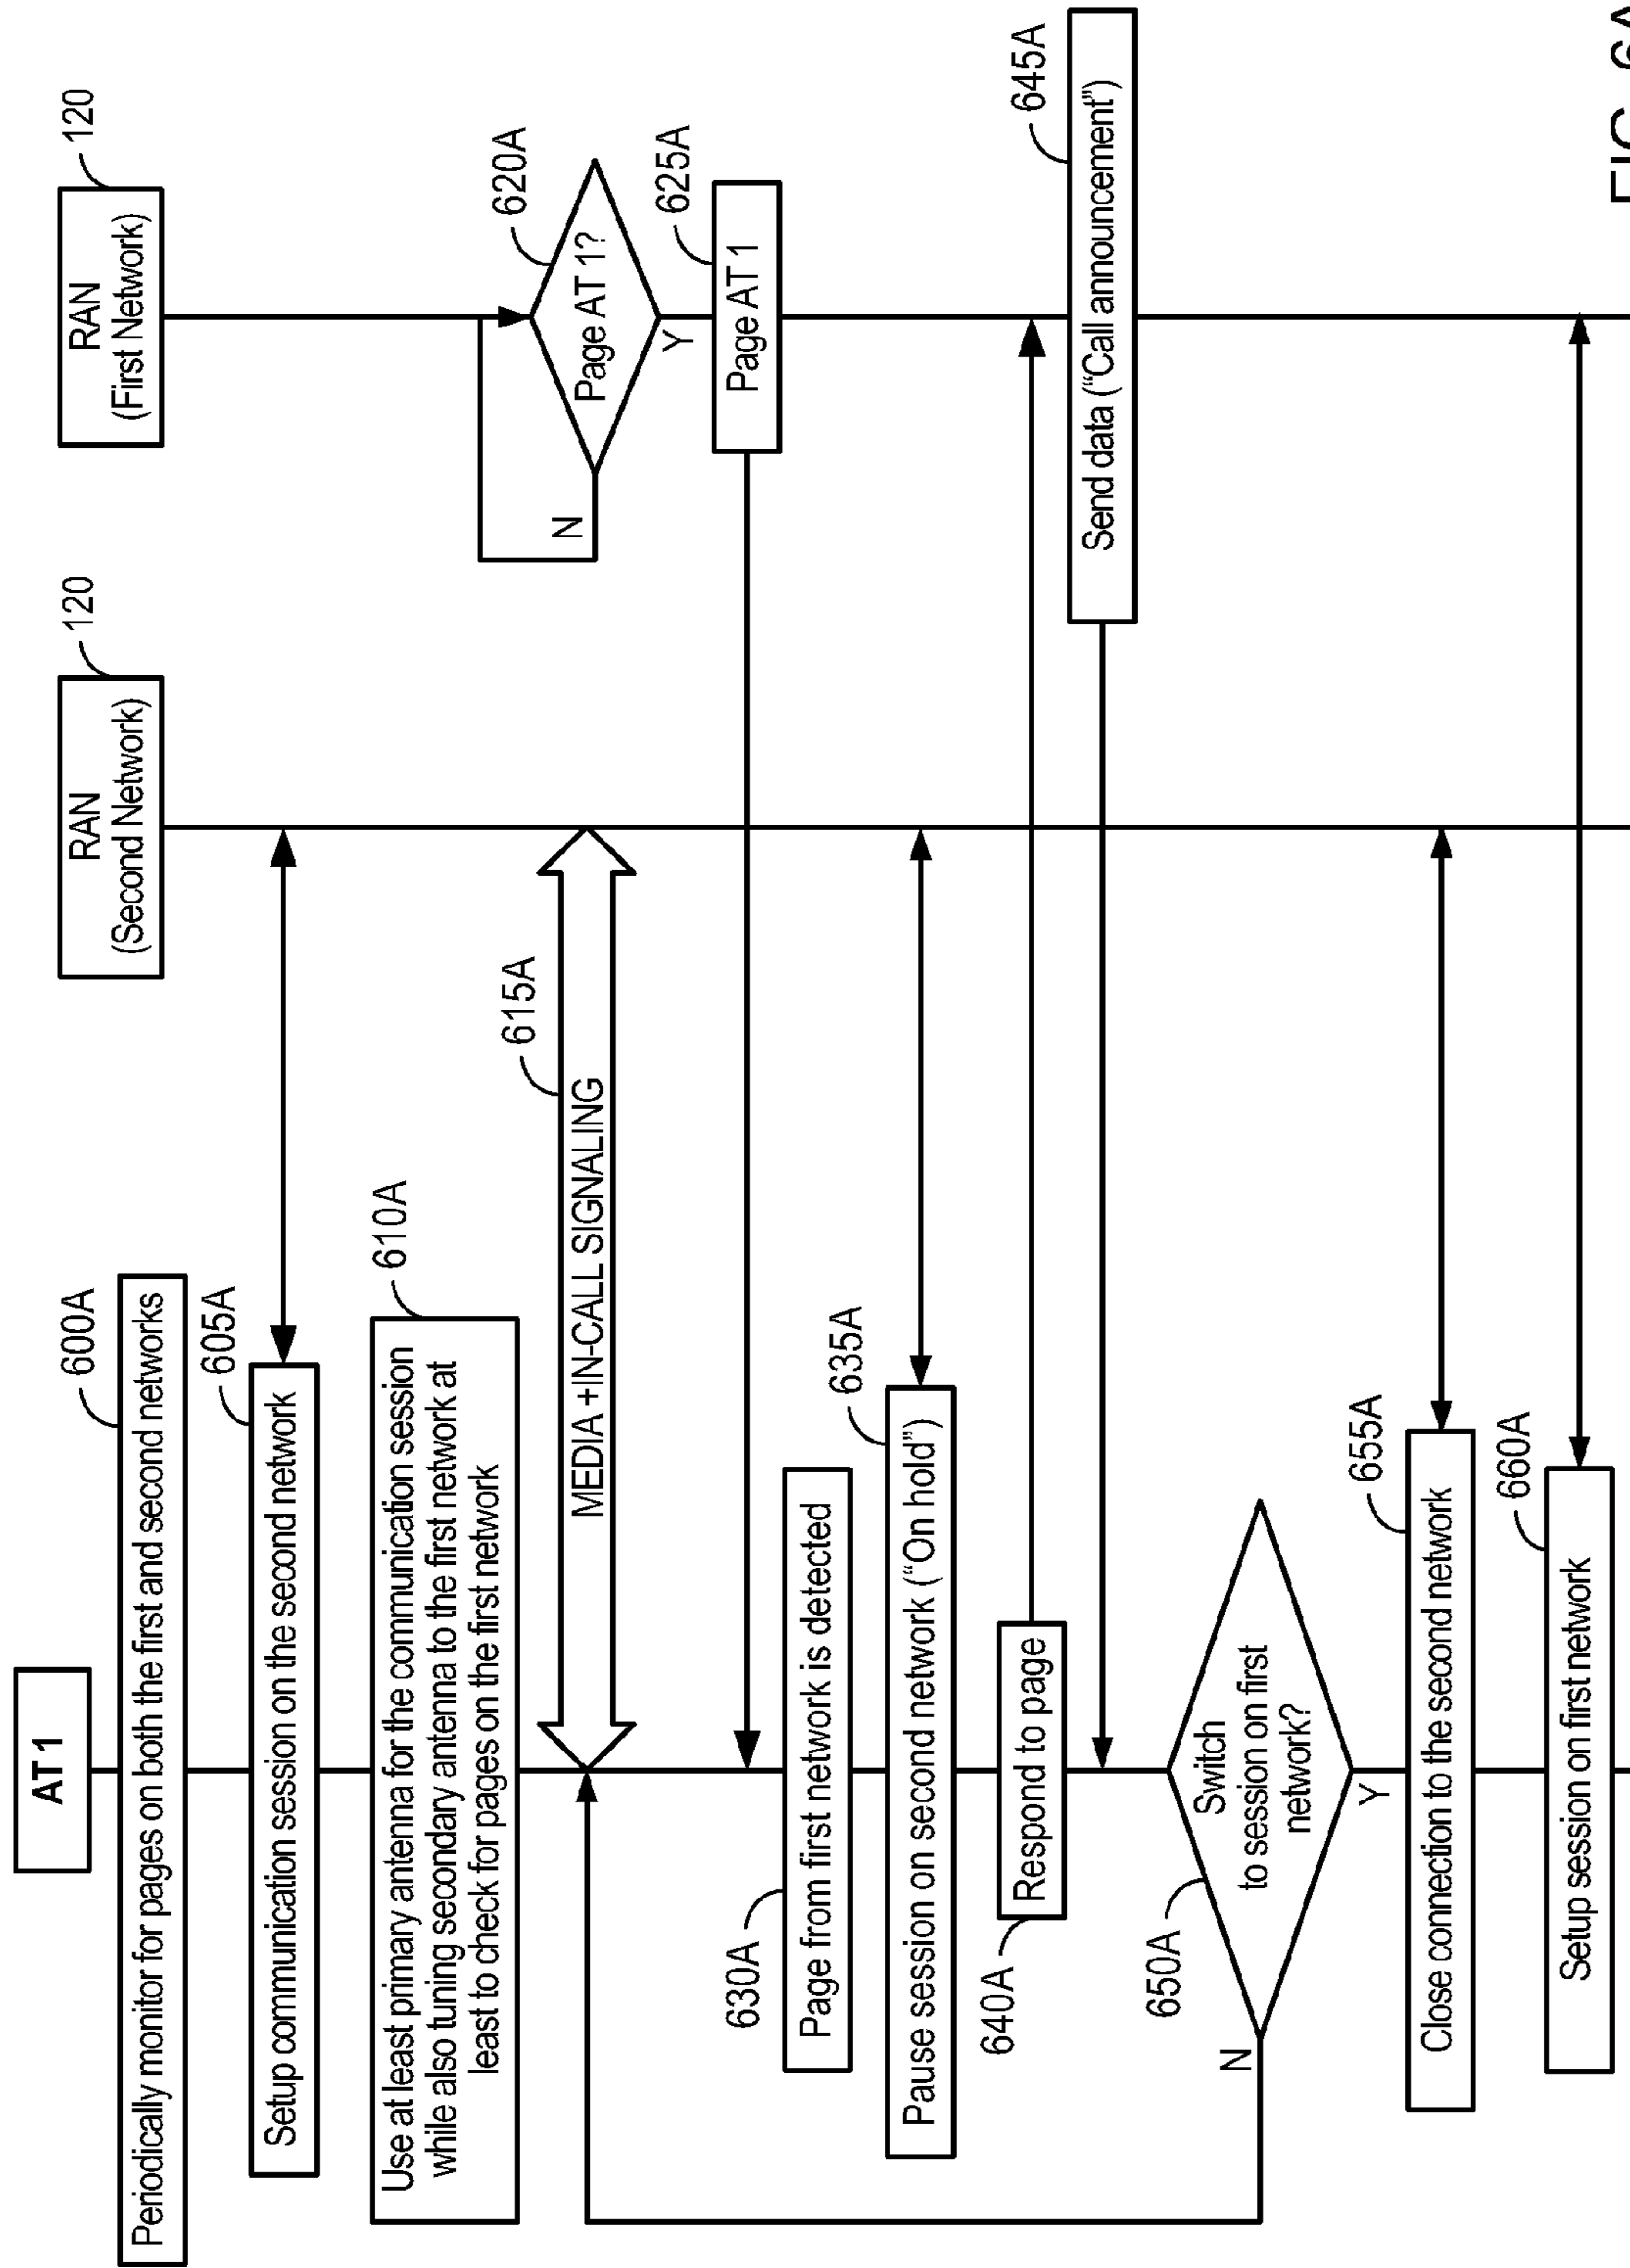 AT 1
RAN
(Second Network)
120
RAN
(First Network)
120
600A
Periodically monitor for pages on both the first and second networks
605A
Setup communication session on the second network
610A
Use at least primary antenna for the communication session
while also tuning secondary antenna to the first network at
least to check for pages on the first network
615A
MEDIA +IN-CALL SIGNALING
620A
Page AT 1?
N
Y
625A
Page AT 1
630A
Page from first network is detected
635A
Pause session on second network (“On hold”)
640A
Respond to page
645A
Send data (“Call announcement”)
650A
Switch
to session on first
network?
N
Y
655A
Close connection to the second network
660A
Setup session on first network
FIG. 6A